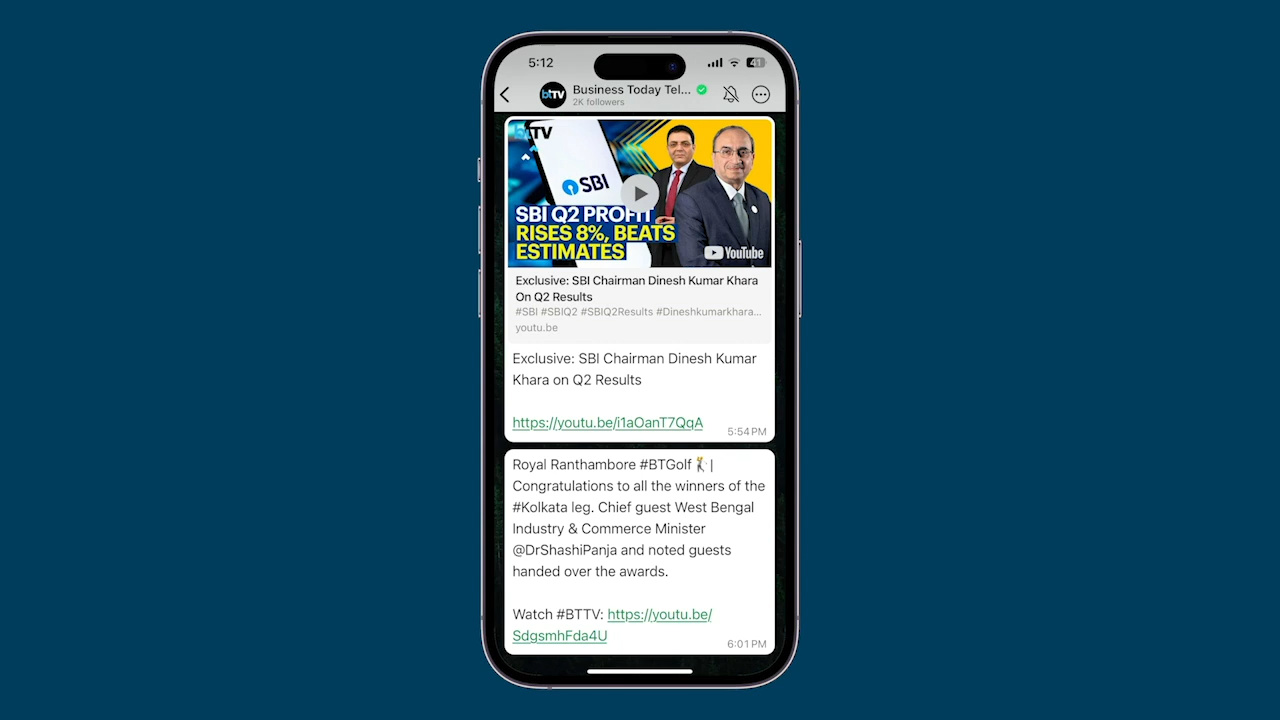 5:12
41
btTV
Business Today Tel...
2K followers
btTV
SBI
SBI Q2 PROFIT
RISES 8%, BEATS
ESTIMATES
YouTube
Exclusive: SBI Chairman Dinesh Kumar Khara
On Q2 Results
#SBI #SBIQ2 #SBIQ2Results #Dineshkumarkhara...
youtu.be
Exclusive: SBI Chairman Dinesh Kumar
Khara on Q2 Results
https://youtu.be/i1aOanT7QqA
5:54 PM
Royal Ranthambore #BTGolf🏌|
Congratulations to all the winners of the
#Kolkata leg. Chief guest West Bengal
Industry & Commerce Minister
@DrShashiPanja and noted guests
handed over the awards.
Watch #BTTV: https://youtu.be/
SdgsmhFda4U
6:01 PM